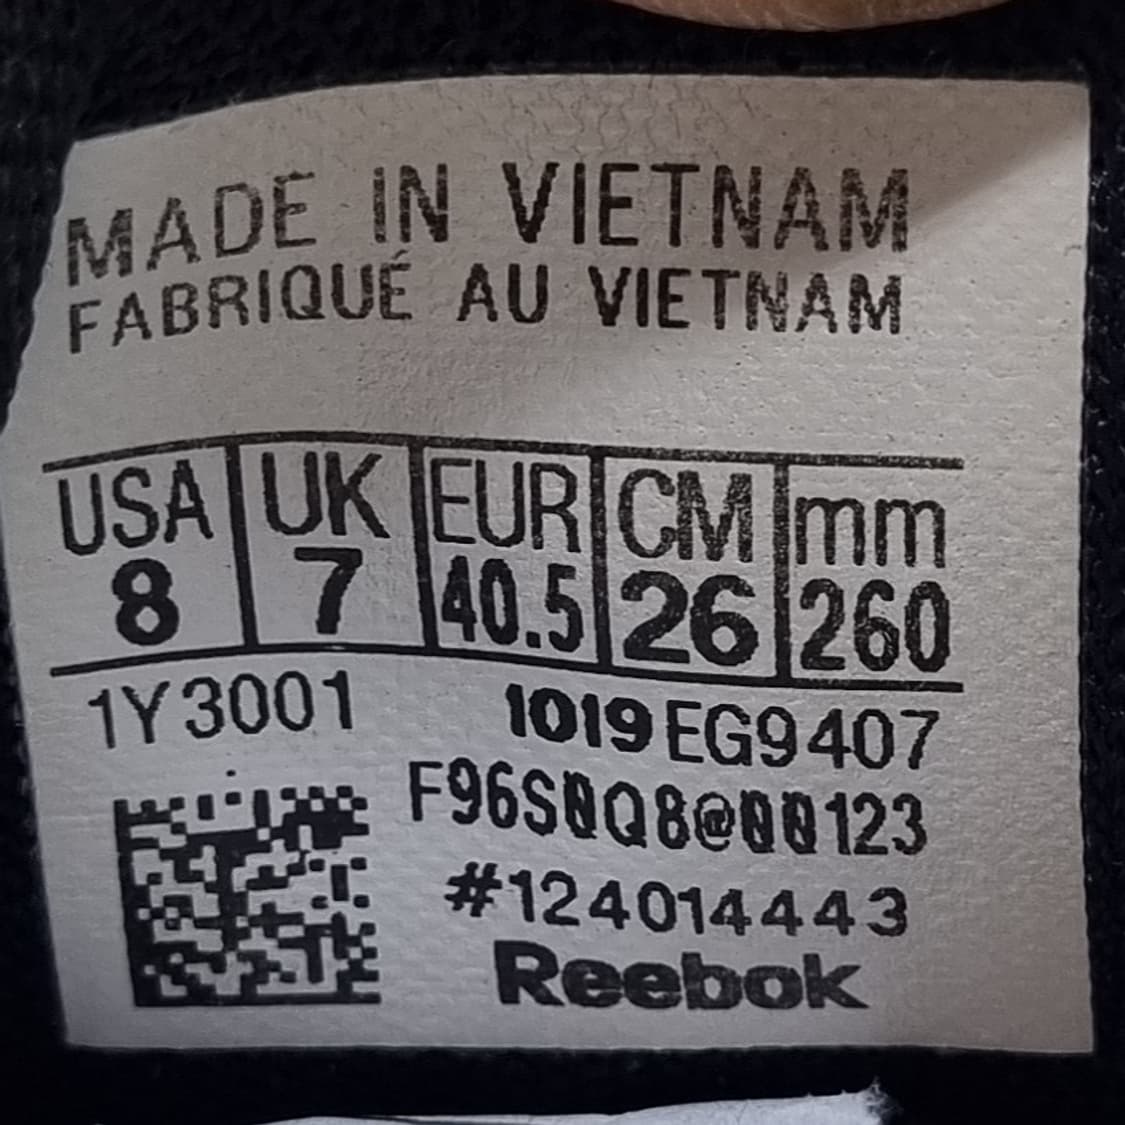 MADE IN VIETNAM
FABRIQUÉ AU VIETNAM
USA UK EUR CM mm
8 7 40.5 26 260
1Y3001 1019 EG9407
F96S0Q8@00123
#124014443
Reebok